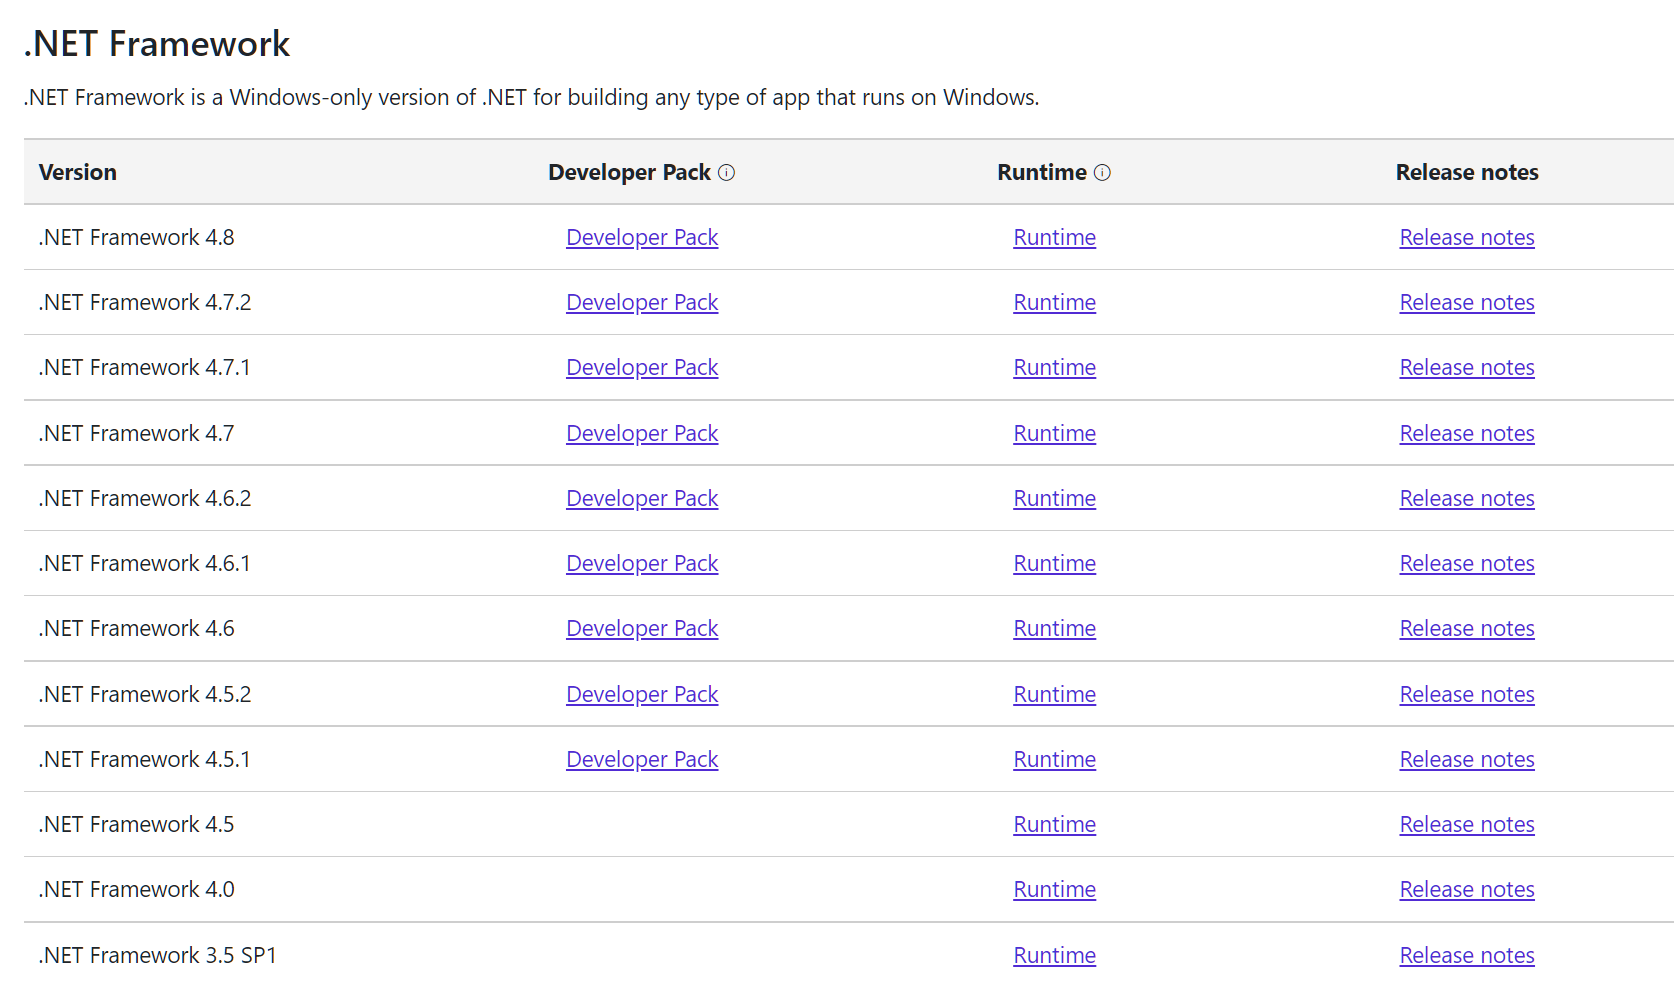 .NET Framework
.NET Framework is a Windows-only version of .NET for building any type of app that runs on Windows.
Version Developer Pack Runtime Release notes
.NET Framework 4.8 Developer Pack Runtime Release notes
.NET Framework 4.7.2 Developer Pack Runtime Release notes
.NET Framework 4.7.1 Developer Pack Runtime Release notes
.NET Framework 4.7 Developer Pack Runtime Release notes
.NET Framework 4.6.2 Developer Pack Runtime Release notes
.NET Framework 4.6.1 Developer Pack Runtime Release notes
.NET Framework 4.6 Developer Pack Runtime Release notes
.NET Framework 4.5.2 Developer Pack Runtime Release notes
.NET Framework 4.5.1 Developer Pack Runtime Release notes
.NET Framework 4.5 Runtime Release notes
.NET Framework 4.0 Runtime Release notes
.NET Framework 3.5 SP1 Runtime Release notes